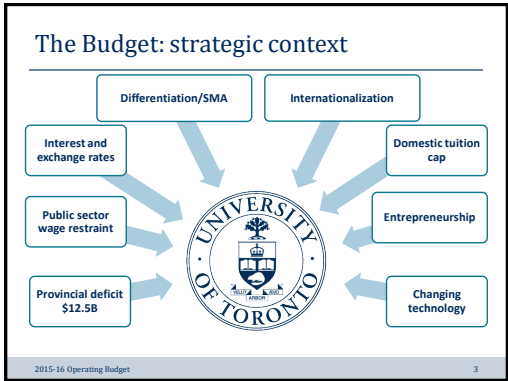 The Budget: strategic context
Differentiation/SMA
Internationalization
Interest and
exchange rates
Domestic tuition
cap
Public sector
wage restraint
Entrepreneurship
Provincial deficit
$12.5B
Changing
technology
UNIVERSITY
OF TORONTO
VELUT
ARBOR
ÆVO
2015-16 Operating Budget
3